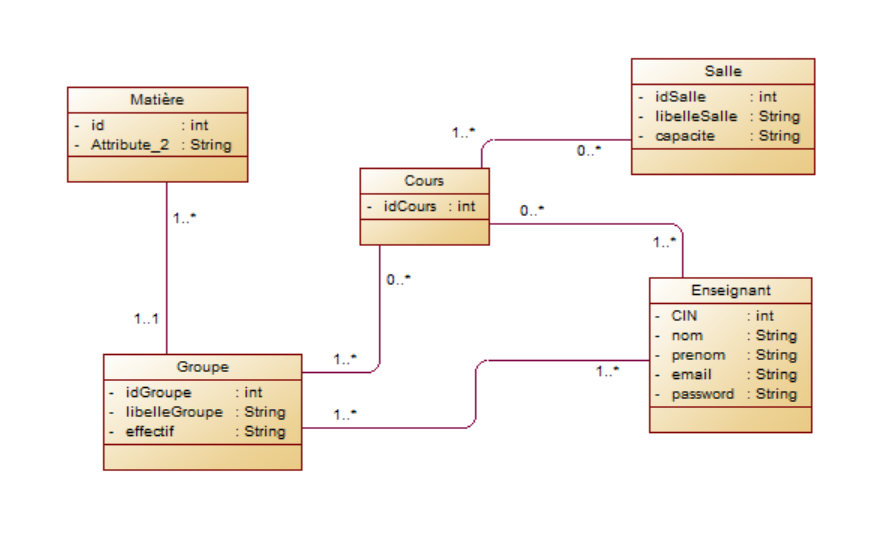 Matière
- id : int
- Attribute_2 : String
Salle
- idSalle : int
- libelleSalle : String
- capacite : String
1..*
0..*
Cours
- idCours : int
0..*
1..*
1..*
0..*
1..1
1..*
Enseignant
- CIN : int
- nom : String
- prenom : String
- email : String
- password : String
Groupe
- idGroupe : int
- libelleGroupe : String
- effectif : String
1..*
1..*